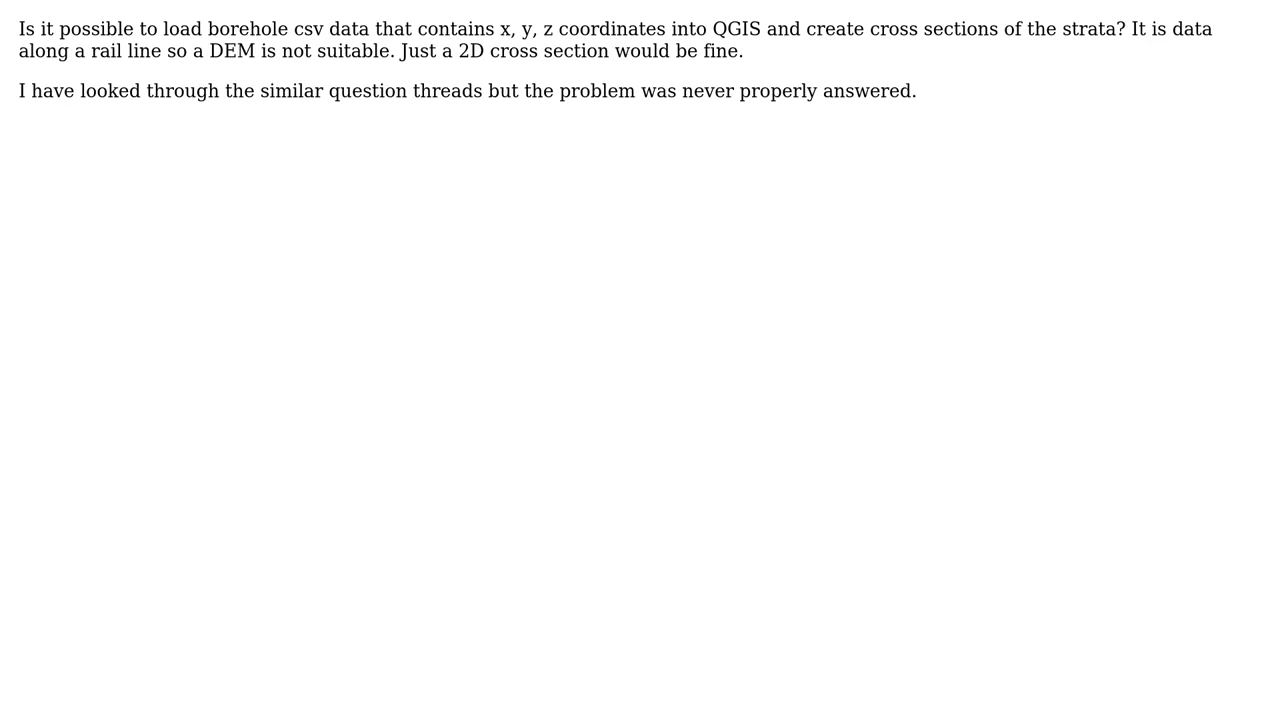 Is it possible to load borehole csv data that contains x, y, z coordinates into QGIS and create cross sections of the strata? It is data
along a rail line so a DEM is not suitable. Just a 2D cross section would be fine.
I have looked through the similar question threads but the problem was never properly answered.